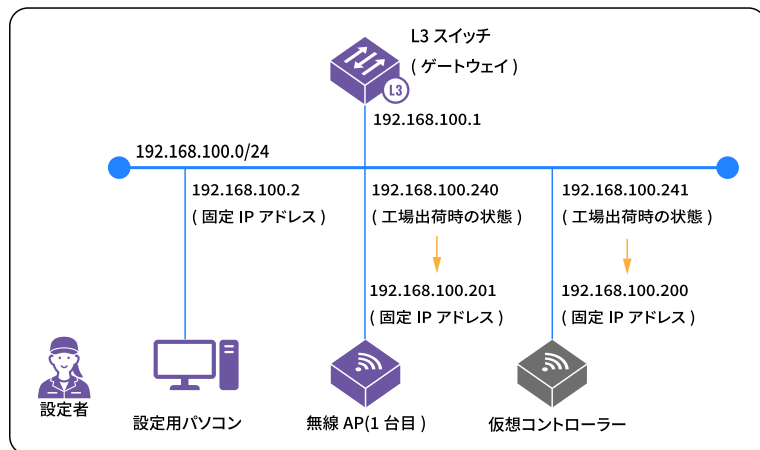 L3 スイッチ
( ゲートウェイ )
L3
192.168.100.1
192.168.100.0/24
192.168.100.2
( 固定 IP アドレス )
192.168.100.240
( 工場出荷時の状態 )
192.168.100.241
( 工場出荷時の状態 )
192.168.100.201
( 固定 IP アドレス )
192.168.100.200
( 固定 IP アドレス )
設定者
設定用パソコン
無線 AP(1 台目 )
仮想コントローラー